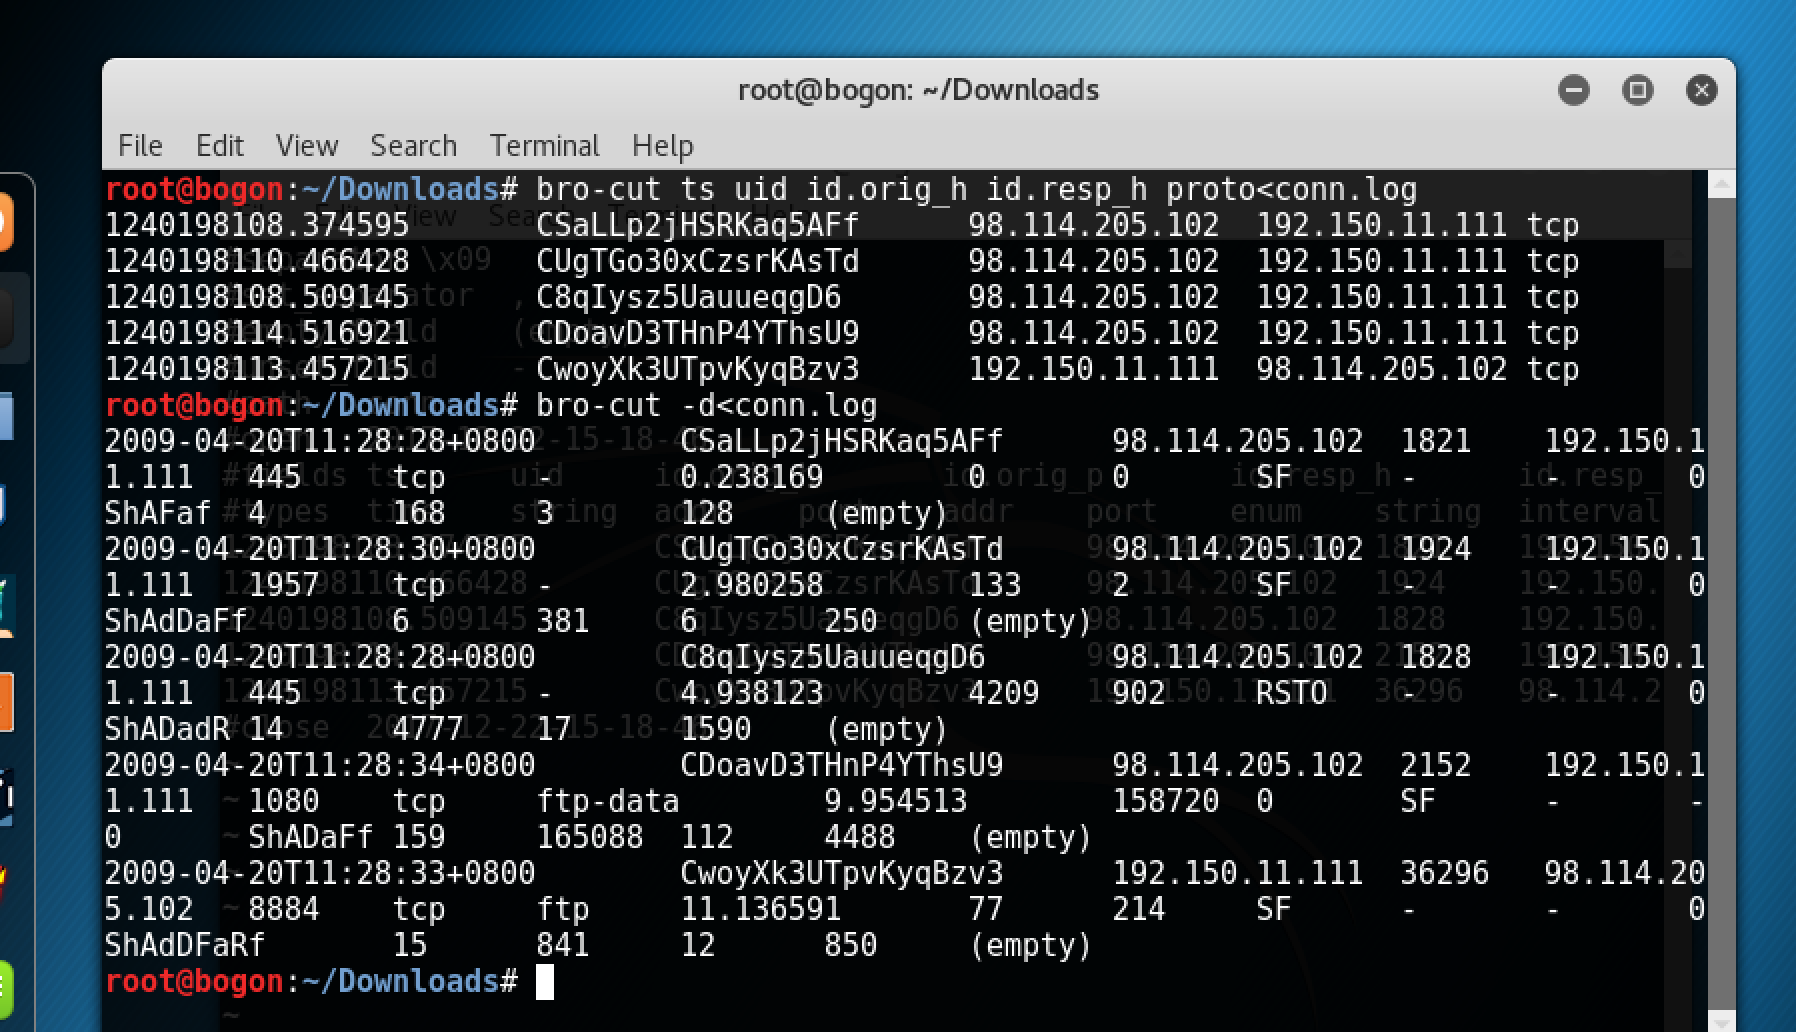 root@bogon: ~/Downloads
File Edit View Search Terminal Help
root@bogon:~/Downloads# bro-cut ts uid id.orig_h id.resp_h proto<conn.log
1240198108.374595 CSaLLp2jHSRKaq5AFf 98.114.205.102 192.150.11.111 tcp
1240198110.466428 CUgTGo30xCzsrKAsTd 98.114.205.102 192.150.11.111 tcp
1240198108.509145 C8qIysz5UauueqgD6 98.114.205.102 192.150.11.111 tcp
1240198114.516921 CDoavD3THnP4YThsU9 98.114.205.102 192.150.11.111 tcp
1240198113.457215 CwoyXk3UTpvKyqBzv3 192.150.11.111 98.114.205.102 tcp
root@bogon:~/Downloads# bro-cut -d<conn.log
2009-04-20T11:28:28+0800 CSaLLp2jHSRKaq5AFf 98.114.205.102 1821 192.150.1
1.111 445 tcp - 0.238169 0 0 SF - - 0
ShAFaf 4 168 3 128 (empty)
2009-04-20T11:28:30+0800 CUgTGo30xCzsrKAsTd 98.114.205.102 1924 192.150.1
1.111 1957 tcp - 2.980258 133 2 SF - - 0
ShAdDaFf 6 381 6 250 (empty)
2009-04-20T11:28:28+0800 C8qIysz5UauueqgD6 98.114.205.102 1828 192.150.1
1.111 445 tcp - 4.938123 4209 902 RSTO - - 0
ShADadR 14 4777 17 1590 (empty)
2009-04-20T11:28:34+0800 CDoavD3THnP4YThsU9 98.114.205.102 2152 192.150.1
1.111 1080 tcp ftp-data 9.954513 158720 0 SF - -
0 ShADaFf 159 165088 112 4488 (empty)
2009-04-20T11:28:33+0800 CwoyXk3UTpvKyqBzv3 192.150.11.111 36296 98.114.20
5.102 8884 tcp ftp 11.136591 77 214 SF - - 0
ShAdDFaRf 15 841 12 850 (empty)
root@bogon:~/Downloads#